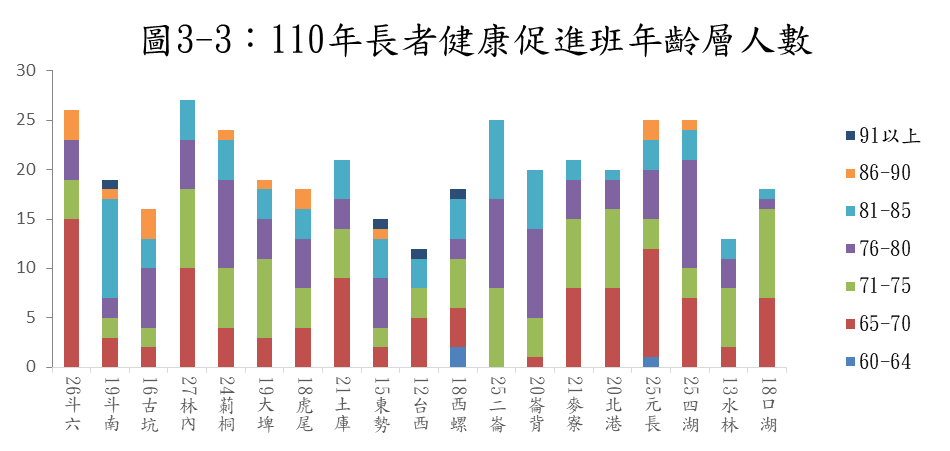 圖3-3：110年長者健康促進班年齡層人數
30
25
20
15
10
5
0
26斗六
19斗南
16古坑
27林內
24莿桐
19大埤
18虎尾
21土庫
15東勢
12台西
18西螺
25二崙
20崙背
21麥寮
20北港
25元長
25四湖
13水林
18口湖
91以上
86-90
81-85
76-80
71-75
65-70
60-64